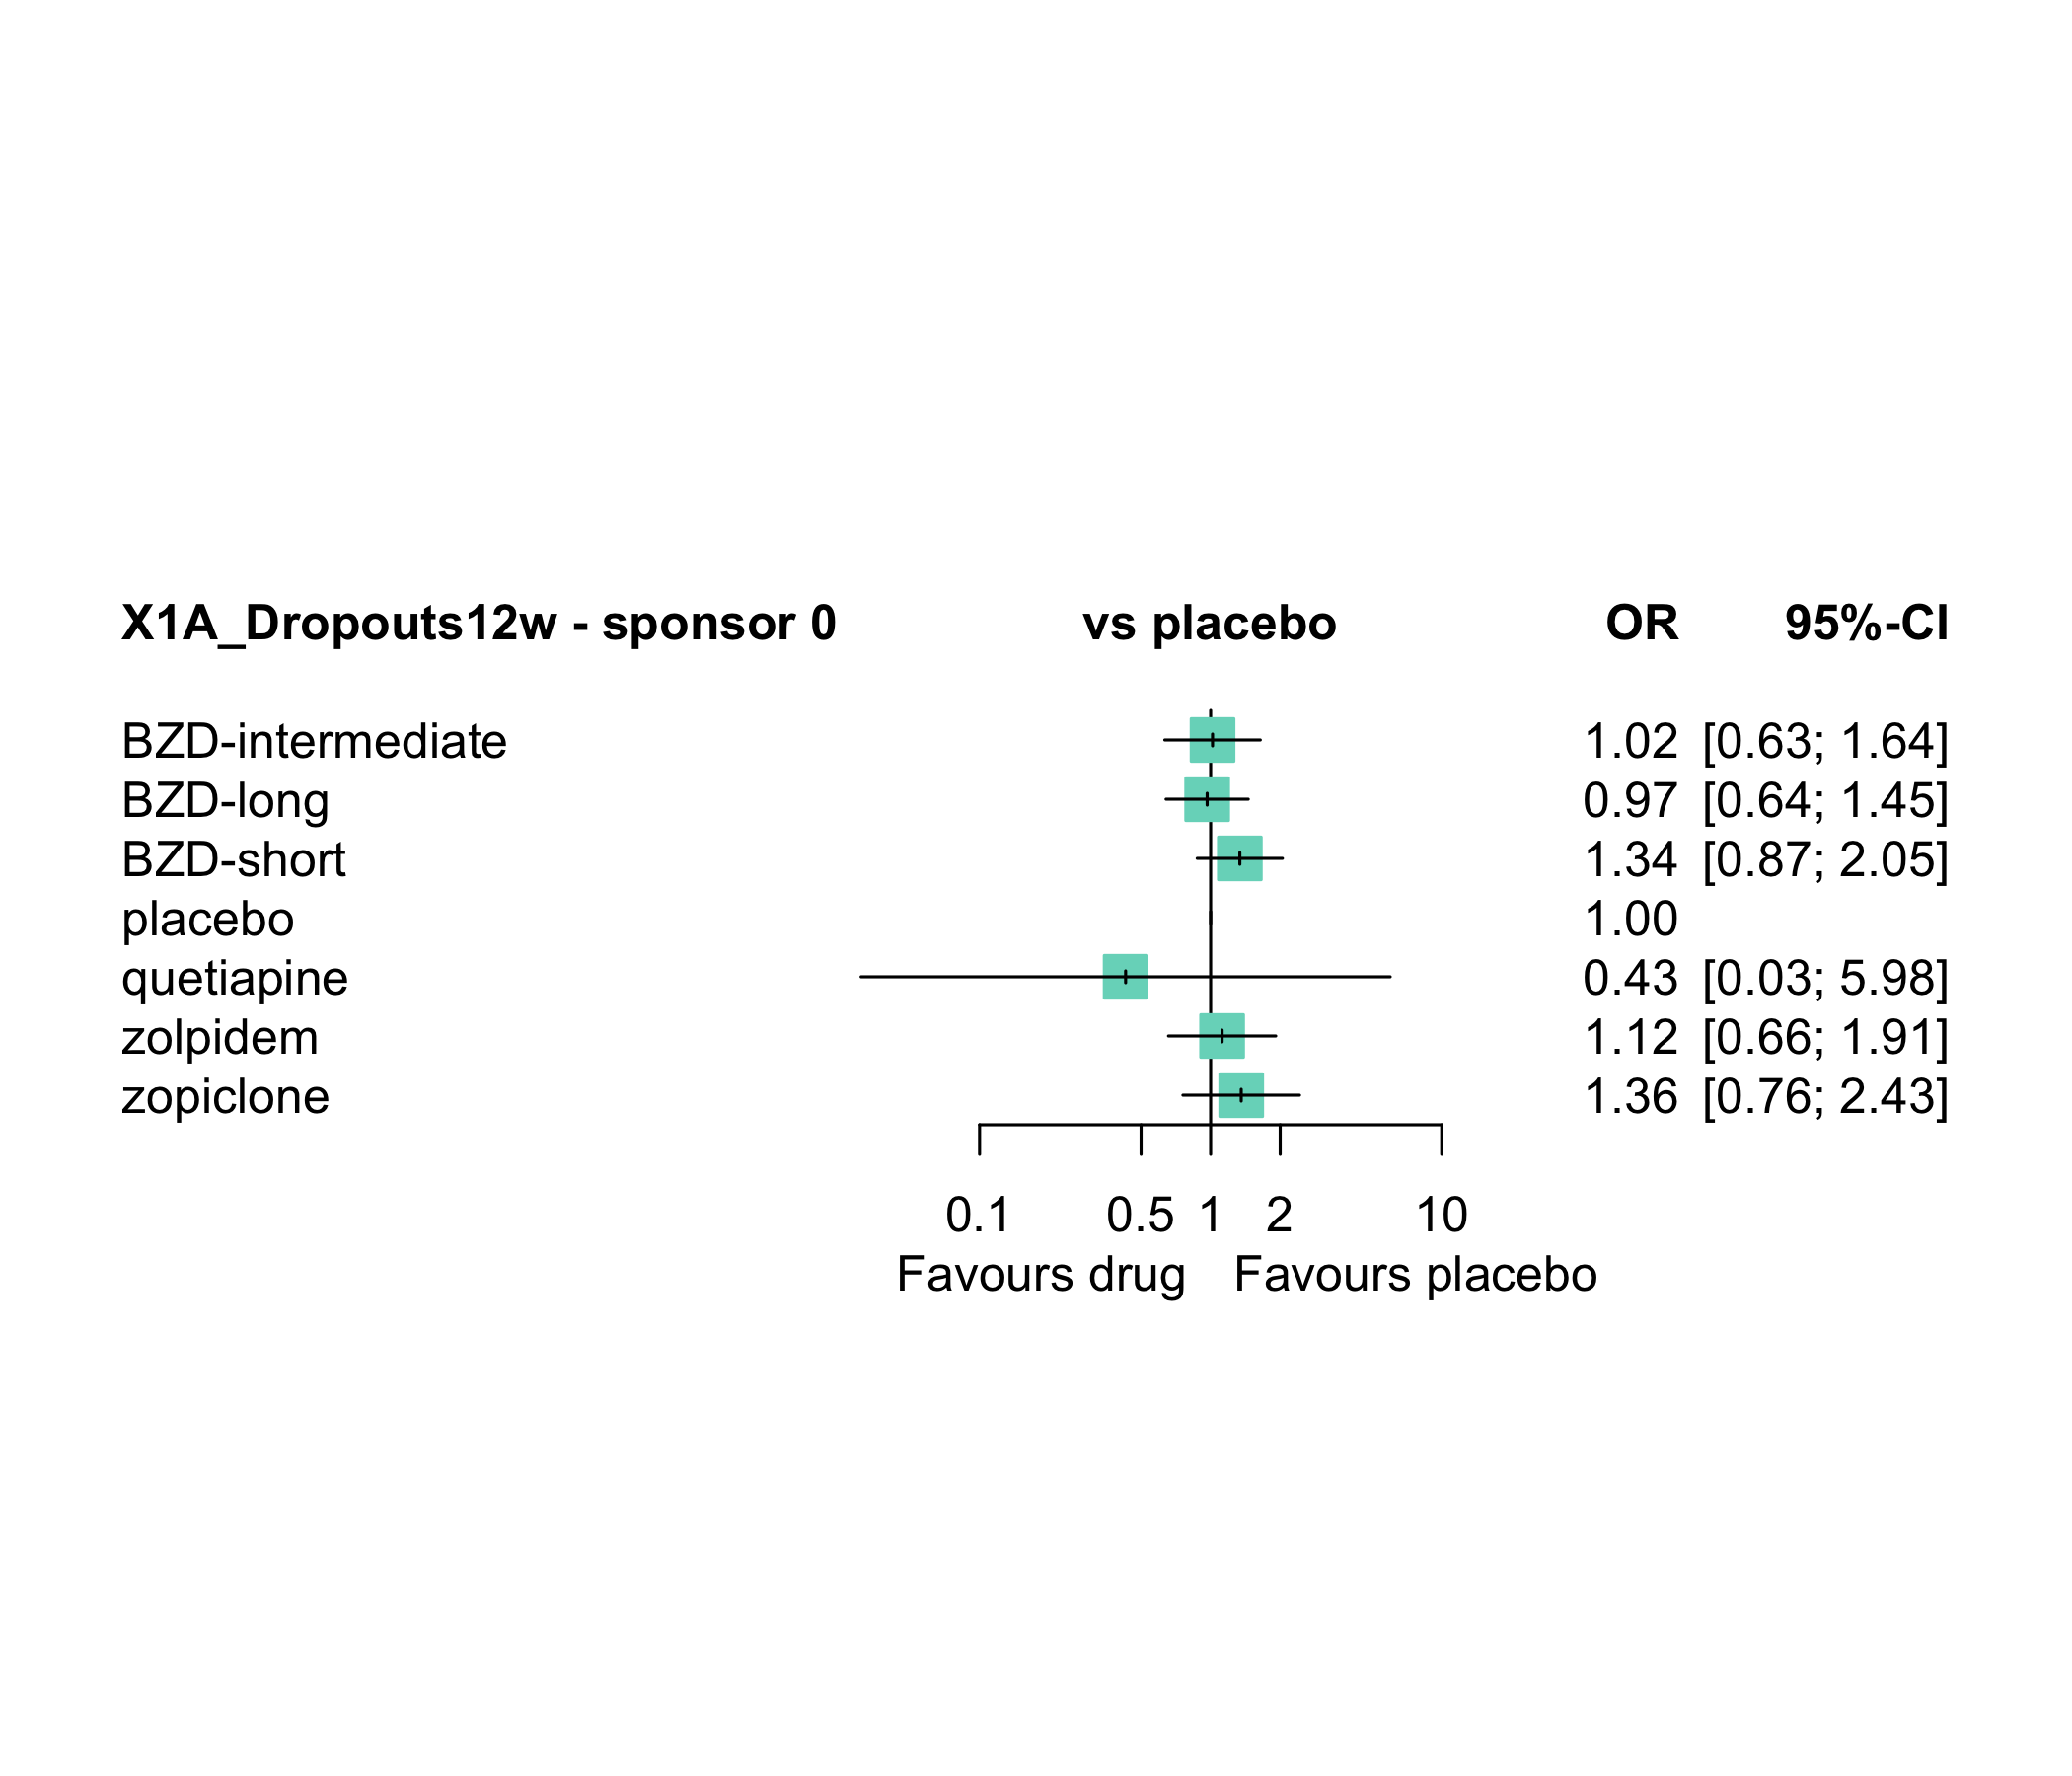 X1A_Dropouts12w - sponsor 0 vs placebo OR 95%-CI
BZD-intermediate 1.02 [0.63; 1.64]
BZD-long 0.97 [0.64; 1.45]
BZD-short 1.34 [0.87; 2.05]
placebo 1.00
quetiapine 0.43 [0.03; 5.98]
zolpidem 1.12 [0.66; 1.91]
zopiclone 1.36 [0.76; 2.43]
0.1 0.5 1 2 10
Favours drug Favours placebo